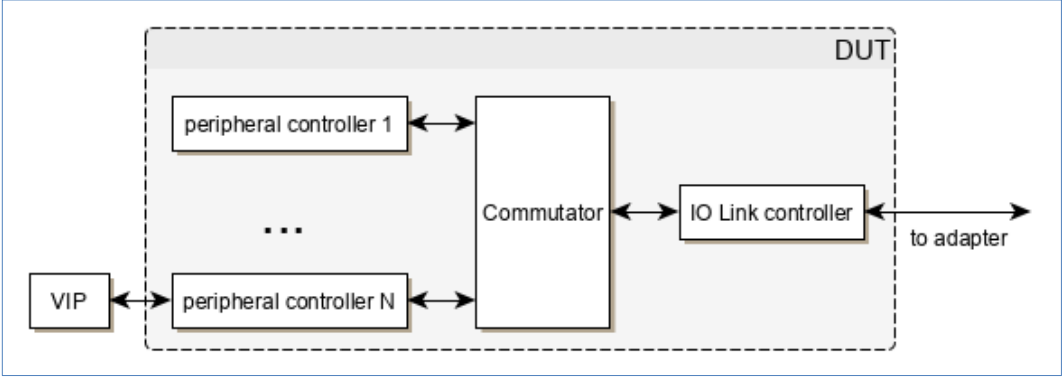 DUT
peripheral controller 1
Commutator
IO Link controller
to adapter
...
VIP
peripheral controller N